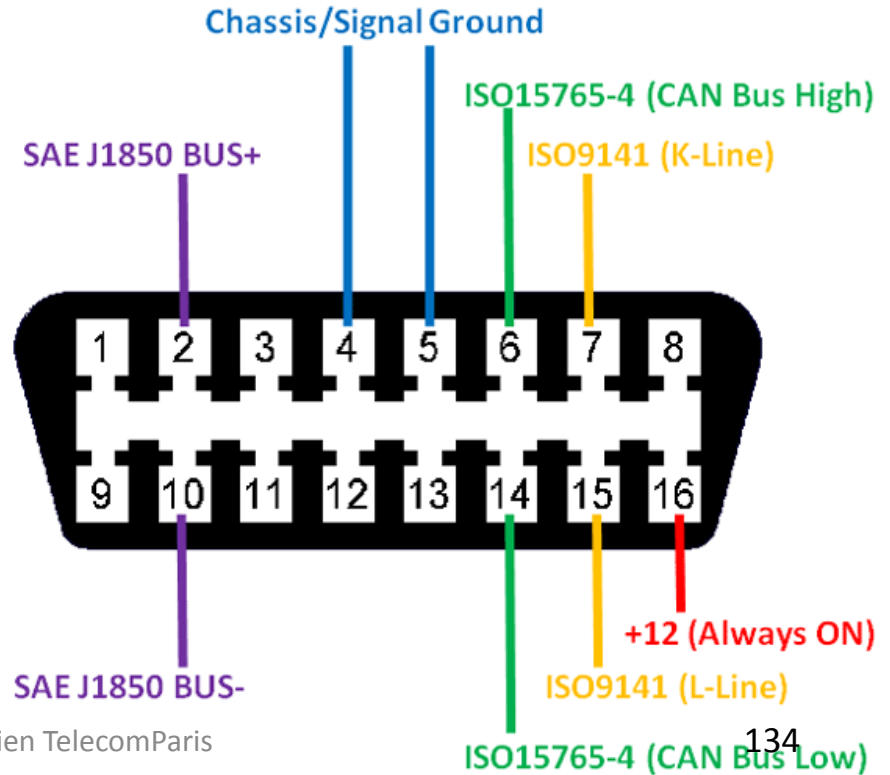 Chassis/Signal Ground
ISO15765-4 (CAN Bus High)
SAE J1850 BUS+
ISO9141 (K-Line)
1 2 3 4 5 6 7 8
9 10 11 12 13 14 15 16
+12 (Always ON)
SAE J1850 BUS-
ISO9141 (L-Line)
ien TelecomParis
134
ISO15765-4 (CAN Bus Low)